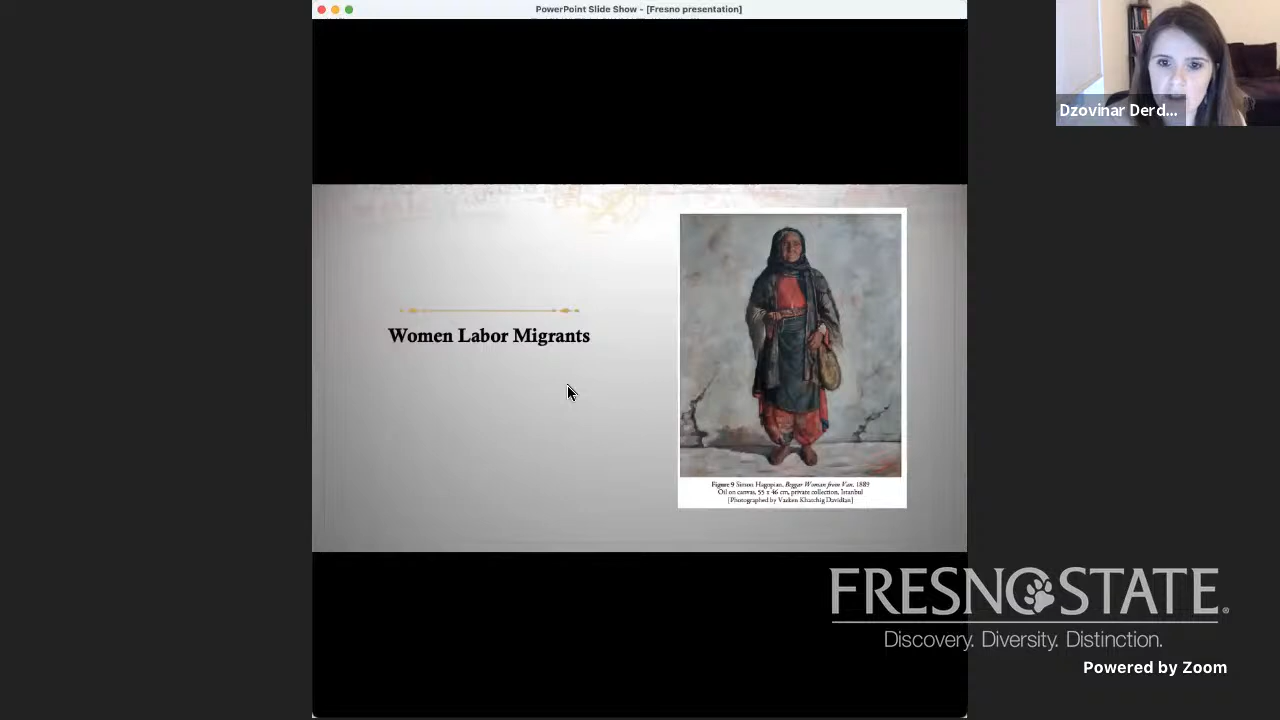 PowerPoint Slide Show - [Fresno presentation]
Dzovinar Derd...
Women Labor Migrants
Figure 9 Simon Hagopian, Beggar Woman from Van, 1889
Oil on canvas, 55 x 46 cm, private collection, Istanbul
[Photographed by Vazken Khatchig Davidian]
FRESNO STATE
Discovery. Diversity. Distinction.
Powered by Zoom